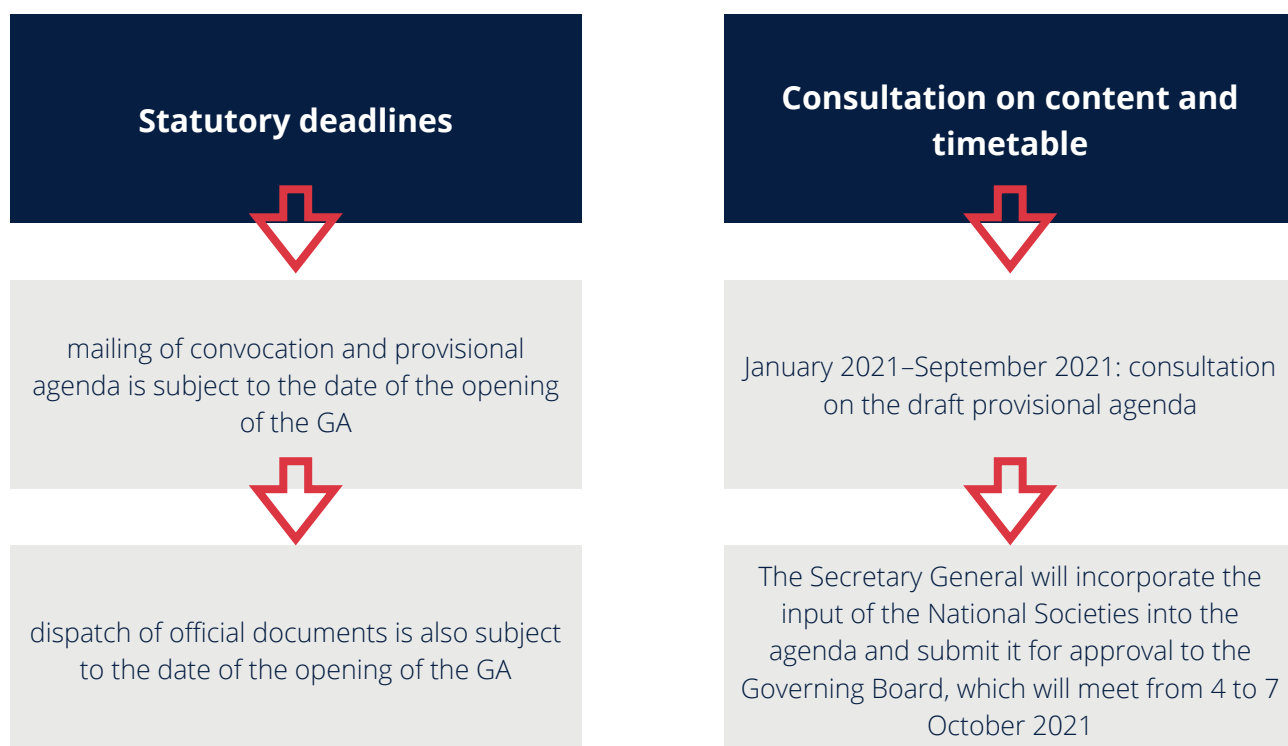 Statutory deadlines
mailing of convocation and provisional
agenda is subject to the date of the opening
of the GA
dispatch of official documents is also subject
to the date of the opening of the GA
Consultation on content and
timetable
January 2021–September 2021: consultation
on the draft provisional agenda
The Secretary General will incorporate the
input of the National Societies into the
agenda and submit it for approval to the
Governing Board, which will meet from 4 to 7
October 2021